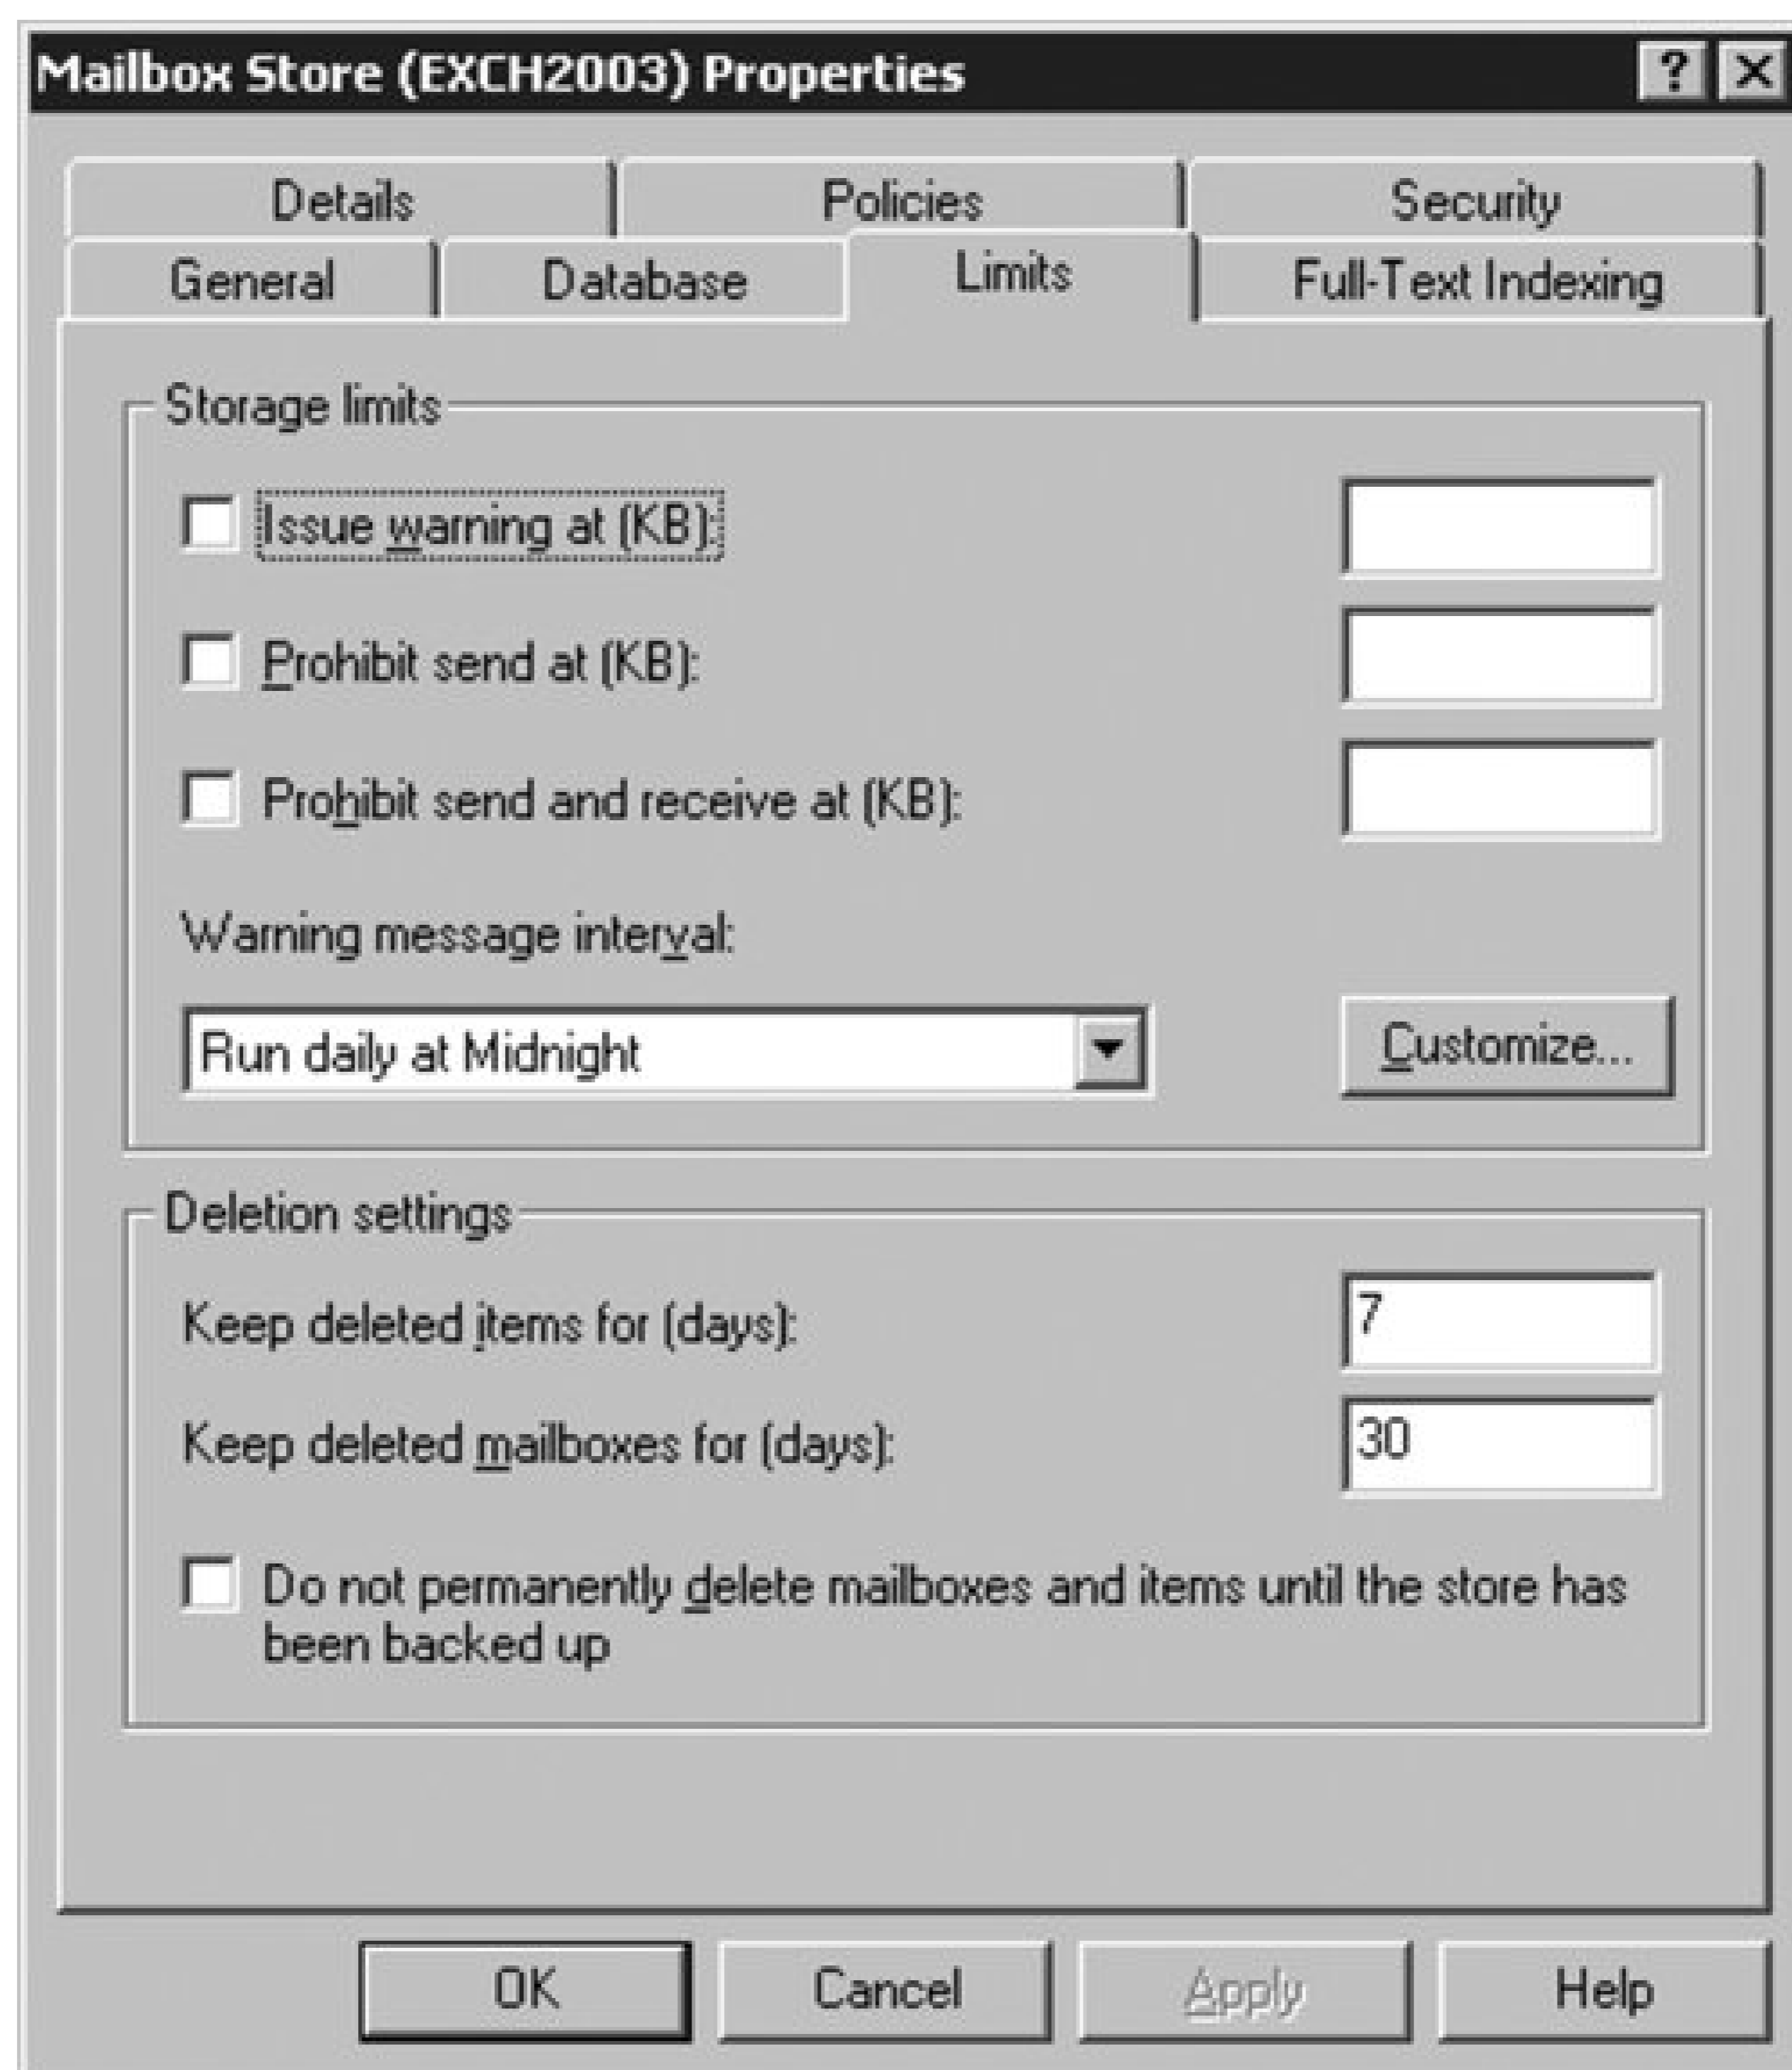 Mailbox Store (EXCH2003) Properties
Details Policies Security
General Database Limits Full-Text Indexing
Storage limits
Issue warning at (KB):
Prohibit send at (KB):
Prohibit send and receive at (KB):
Warning message interval:
Run daily at Midnight Customize...
Deletion settings
Keep deleted items for (days): 7
Keep deleted mailboxes for (days): 30
Do not permanently delete mailboxes and items until the store has
been backed up
OK Cancel Apply Help